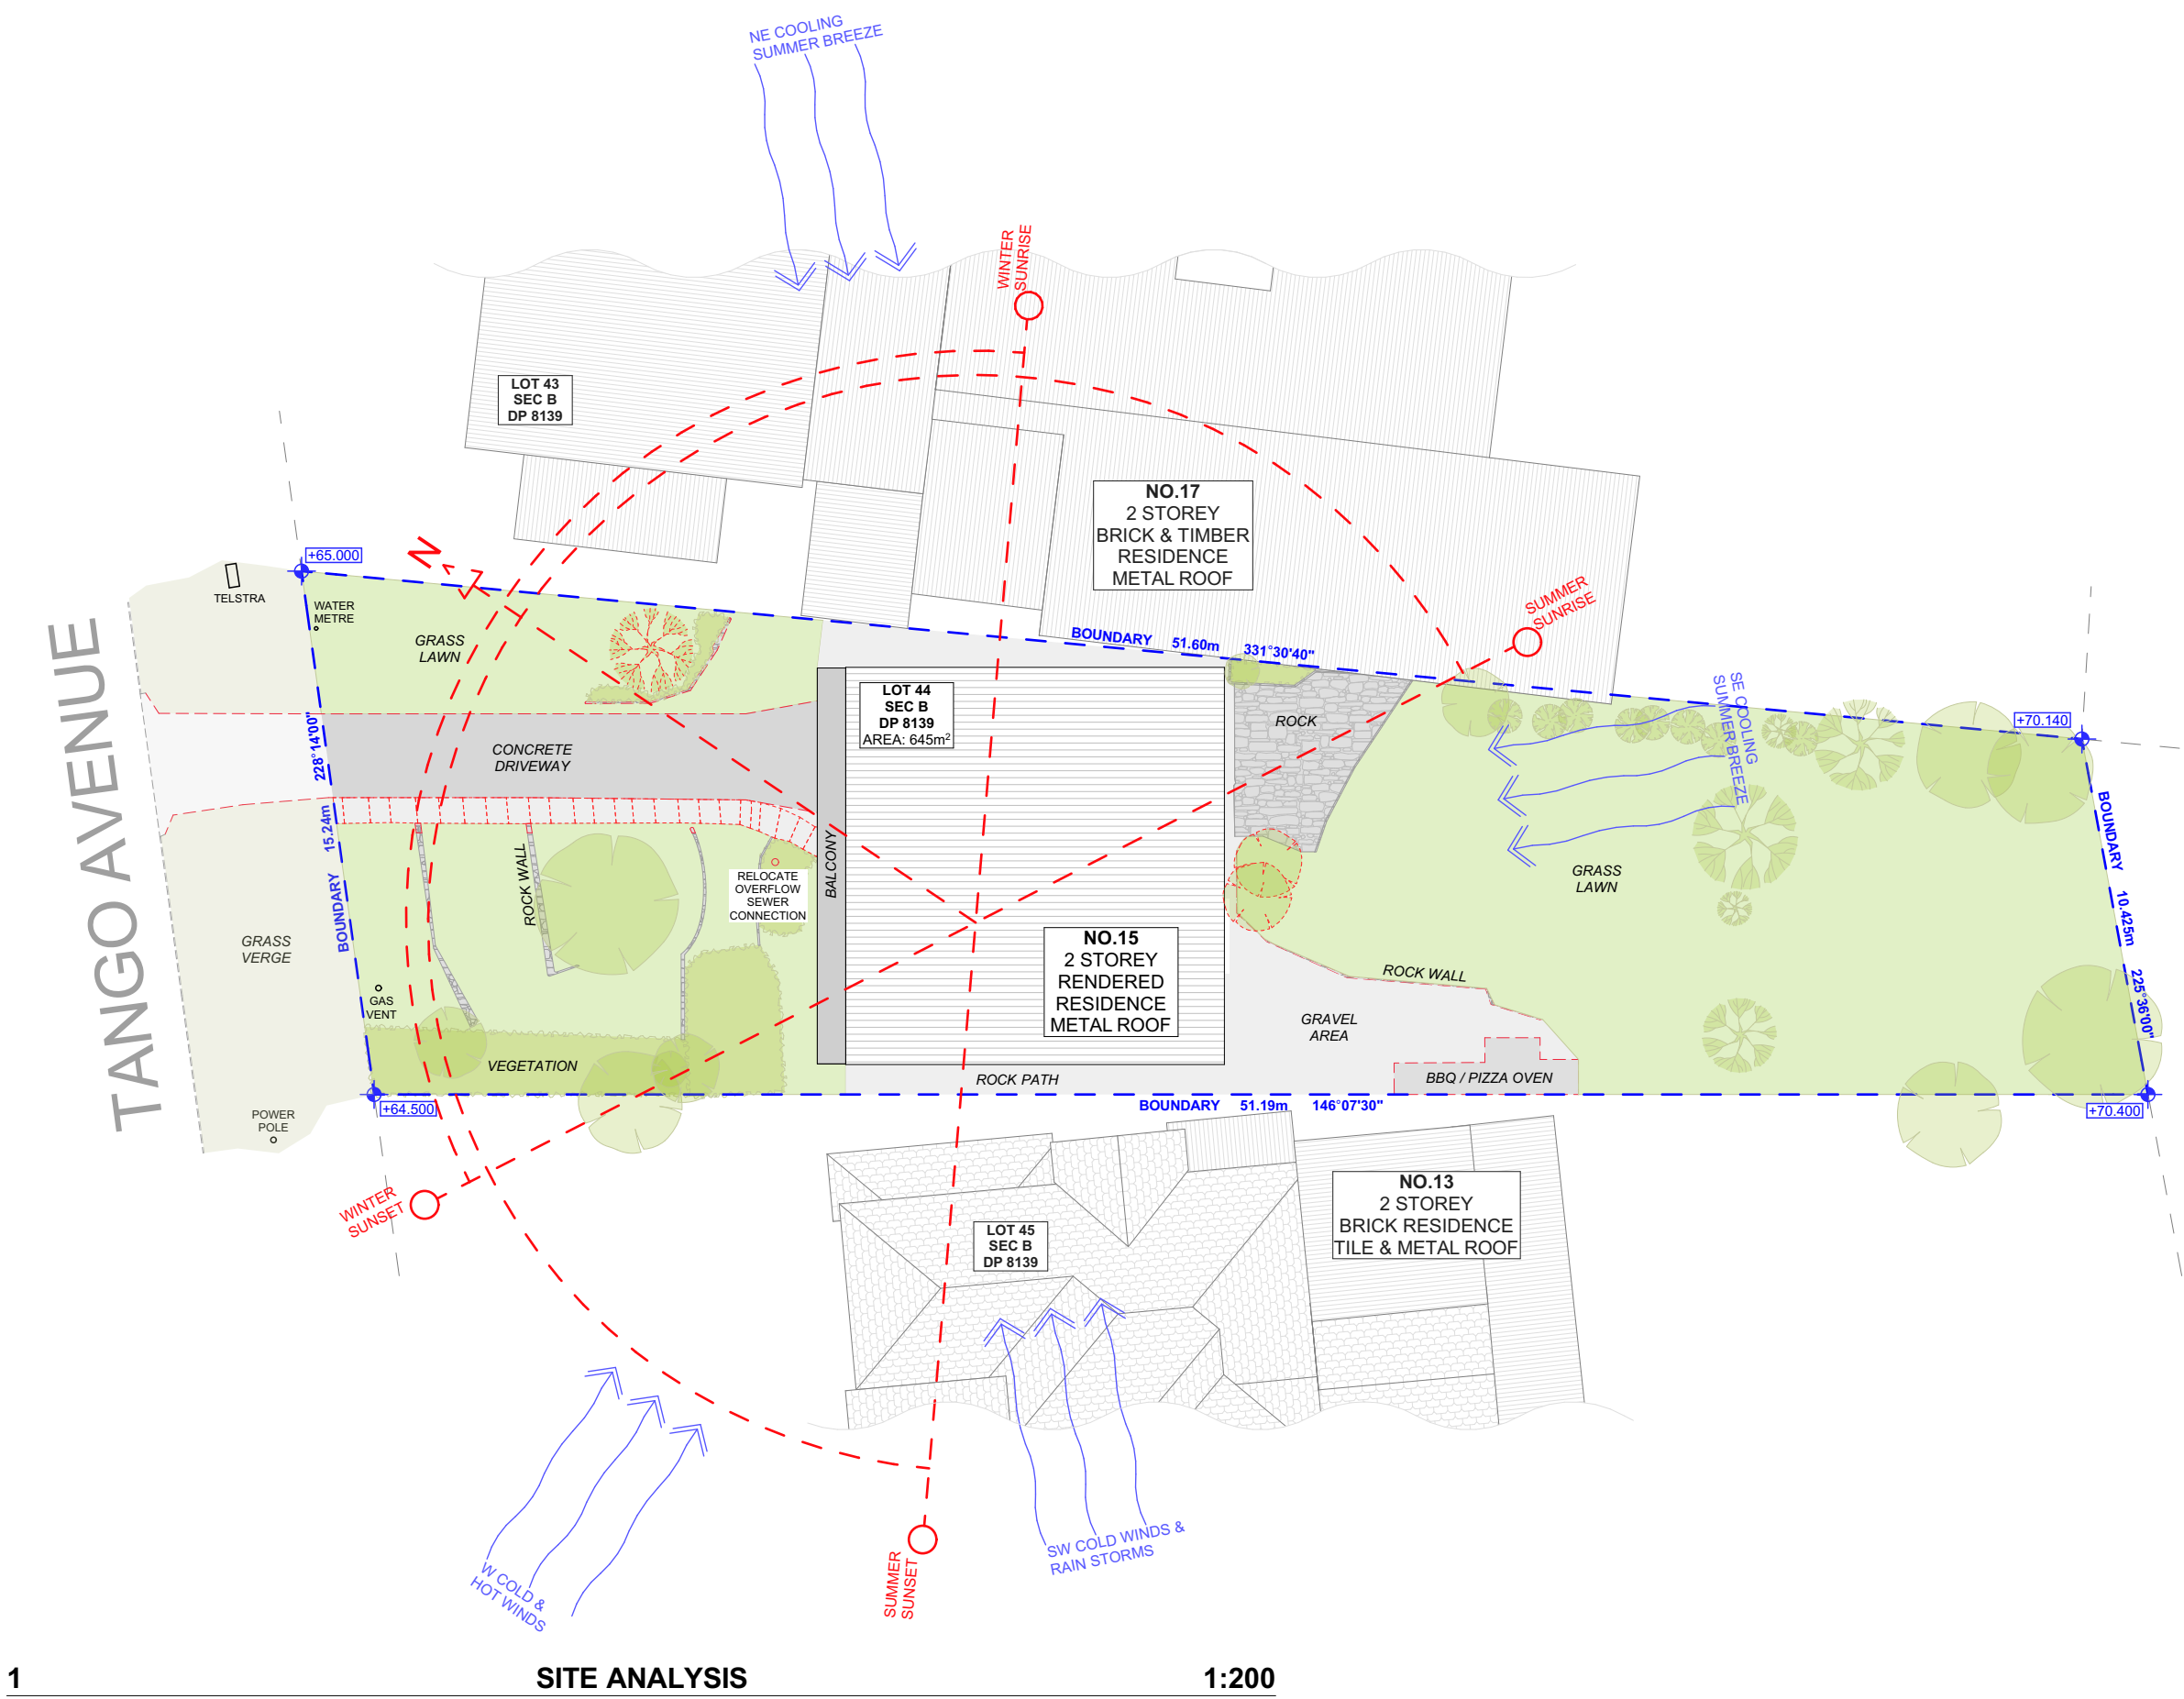 NE COOLING
SUMMER BREEZE
WINTER
SUNRISE
LOT 43
SEC B
DP 8139
NO.17
2 STOREY
BRICK & TIMBER
RESIDENCE
METAL ROOF
N
+65.000
TELSTRA
WATER
METRE
GRASS
LAWN
SUMMER
SUNRISE
BOUNDARY 51.60m 331°30'40"
TANGO AVENUE
LOT 44
SEC B
DP 8139
AREA: 645m²
ROCK
SE COOLING
SUMMER BREEZE
+70.140
CONCRETE
DRIVEWAY
BOUNDARY 15.24m 228°14'0"
BOUNDARY 10.425m 225°36'00"
ROCK WALL
RELOCATE
OVERFLOW
SEWER
CONNECTION
BALCONY
GRASS
LAWN
GRASS
VERGE
NO.15
2 STOREY
RENDERED
RESIDENCE
METAL ROOF
ROCK WALL
GAS
VENT
GRAVEL
AREA
VEGETATION
ROCK PATH
BBQ / PIZZA OVEN
POWER
POLE
+64.500
BOUNDARY 51.19m 146°07'30"
+70.400
WINTER
SUNSET
LOT 45
SEC B
DP 8139
NO.13
2 STOREY
BRICK RESIDENCE
TILE & METAL ROOF
W COLD &
HOT WINDS
SUMMER
SUNSET
SW COLD WINDS &
RAIN STORMS
1 SITE ANALYSIS 1:200